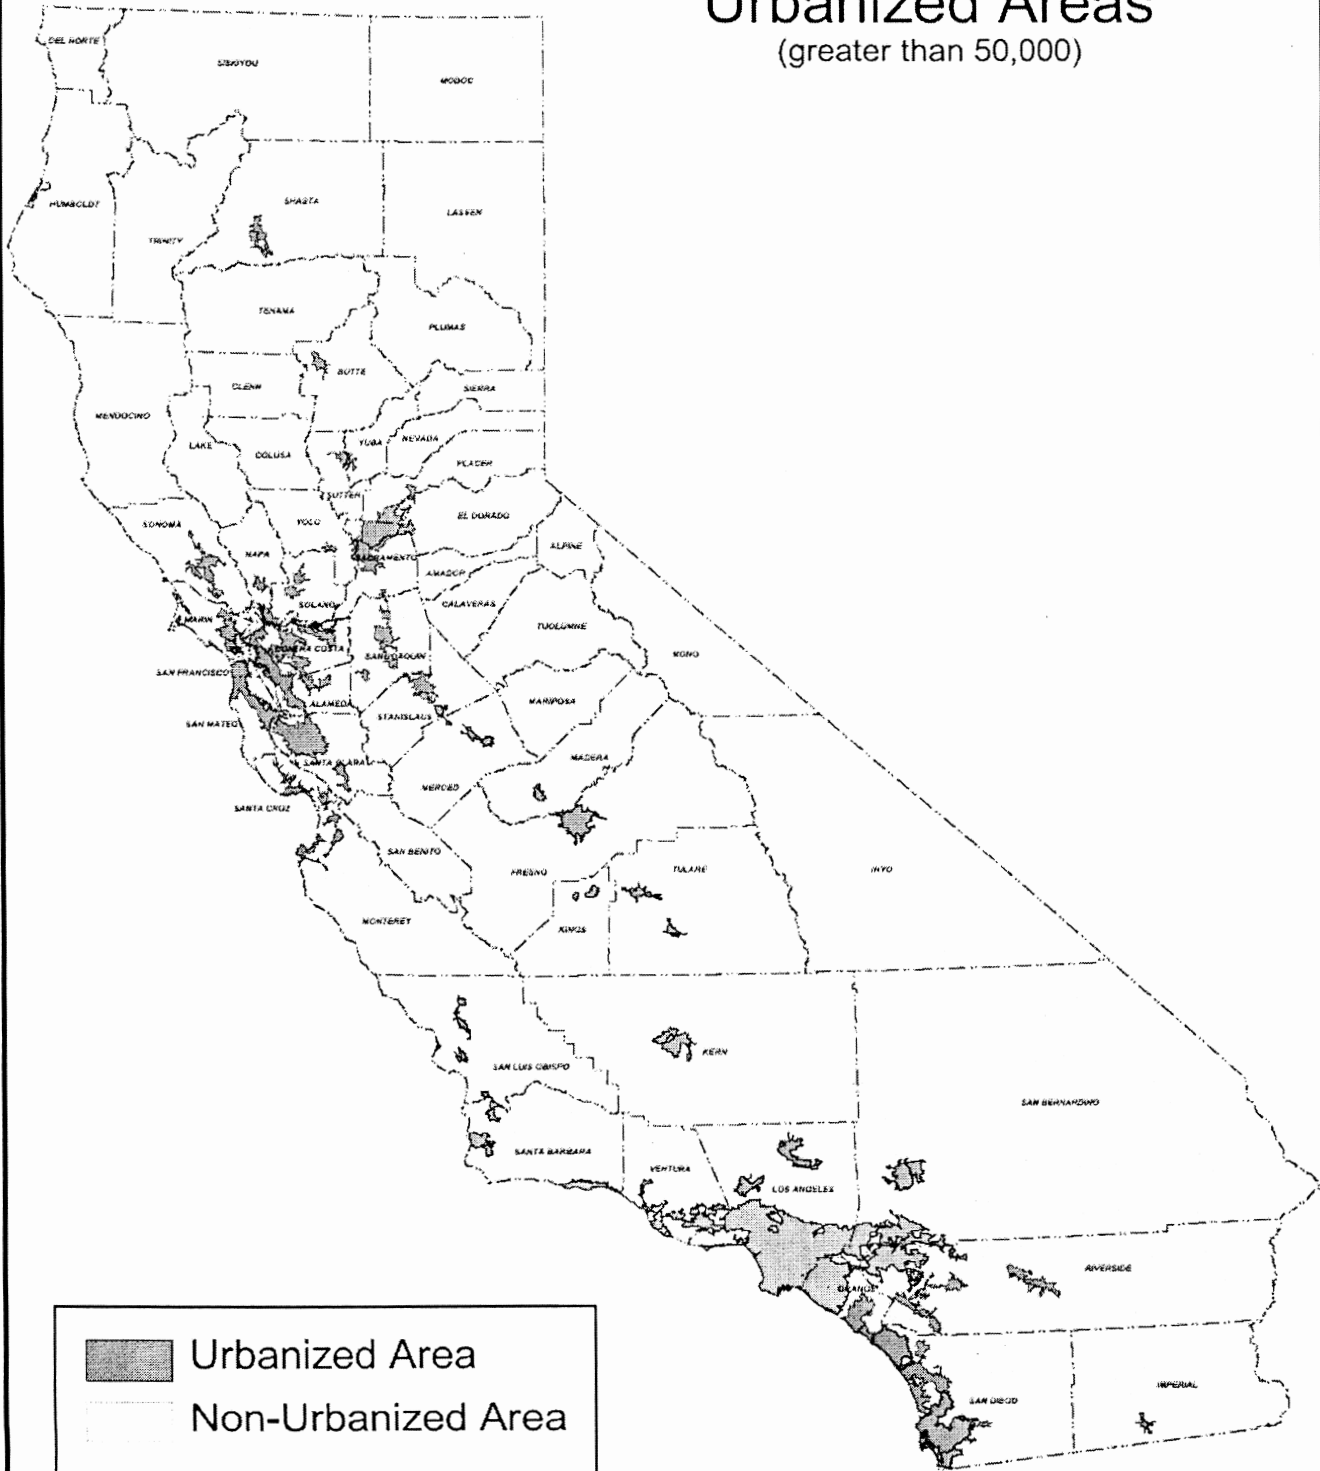 Urbanized Areas
(greater than 50,000)
DEL NORTE
SISKIYOU
MODOC
HUMBOLDT
SHASTA
LASSEN
TRINITY
TEHAMA
PLUMAS
GLENN
BUTTE
SIERRA
MENDOCINO
LAKE
COLUSA
YUBA
NEVADA
PLACER
SUTTER
SONOMA
YOLO
EL DORADO
NAPA
SACRAMENTO
ALPINE
AMADOR
SOLANO
CALAVERAS
MARIN
TUOLUMNE
CONTRA COSTA
SAN JOAQUIN
MONO
SAN FRANCISCO
ALAMEDA
MARIPOSA
SAN MATEO
STANISLAUS
SANTA CLARA
MADERA
MERCED
SANTA CRUZ
SAN BENITO
FRESNO
TULARE
INYO
MONTEREY
KINGS
KERN
SAN LUIS OBISPO
SAN BERNARDINO
SANTA BARBARA
VENTURA
LOS ANGELES
RIVERSIDE
ORANGE
SAN DIEGO
IMPERIAL
Urbanized Area
Non-Urbanized Area